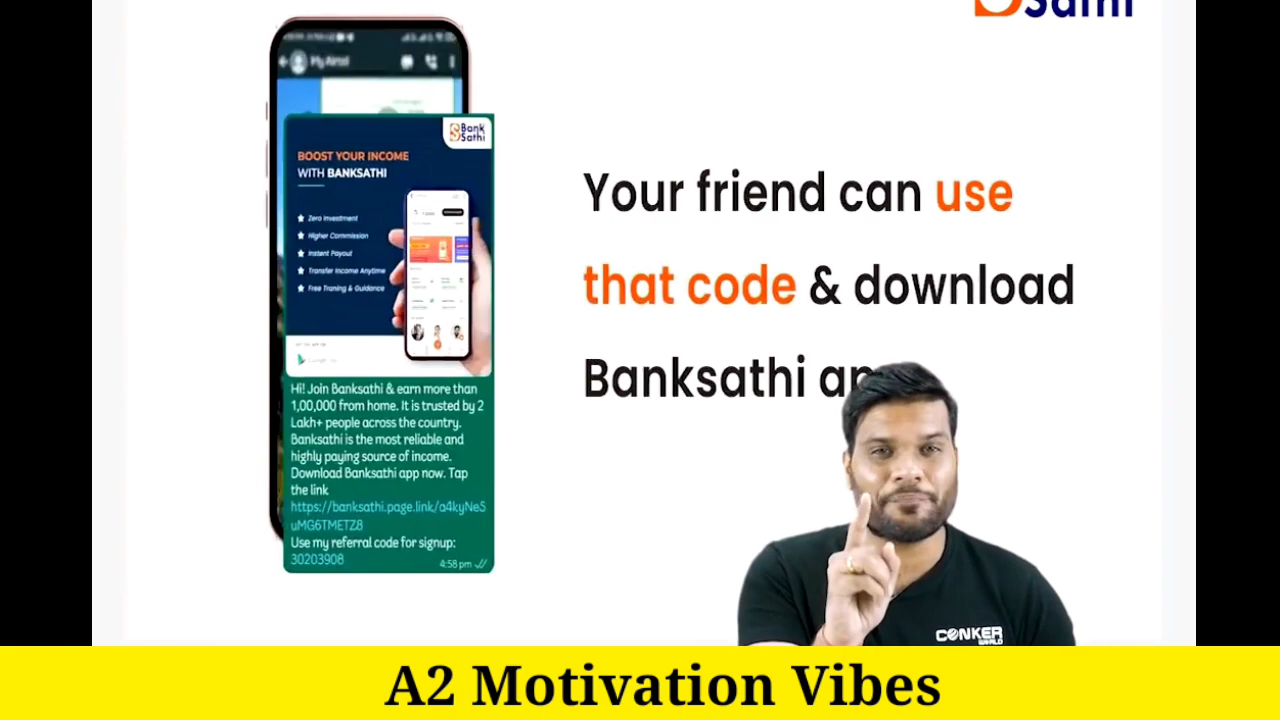 Sathi
My Airtel
Bank
Sathi
BOOST YOUR INCOME
WITH BANKSATHI
Zero Investment
Higher Commission
Instant Payout
Transfer Income Anytime
Free Traning & Guidance
Hi! Join Banksathi & earn more than
1,00,000 from home. It is trusted by 2
Lakh+ people across the country.
Banksathi is the most reliable and
highly paying source of income.
Download Banksathi app now. Tap
the link
https://banksathi.page.link/a4kyNeS
uMG6TMETZ8
Use my referral code for signup:
30203908
4:58 pm
Your friend can use
that code & download
Banksathi
CONKER
WORLD
A2 Motivation Vibes